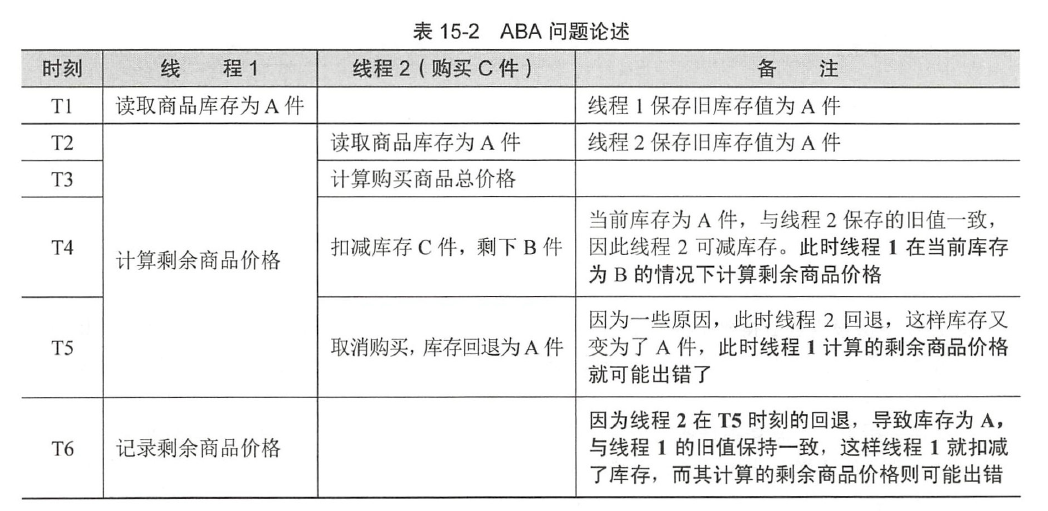 表 15-2 ABA 问题论述
时刻 线 程 1 线程 2（购买 C 件） 备 注
T1 读取商品库存为 A 件 线程 1 保存旧库存值为 A 件
T2 读取商品库存为 A 件 线程 2 保存旧库存值为 A 件
T3 计算购买商品总价格
当前库存为 A 件，与线程 2 保存的旧值一致，
T4 计算剩余商品价格 扣减库存 C 件，剩下 B 件 因此线程 2 可减库存。此时线程 1 在当前库存
为 B 的情况下计算剩余商品价格
因为一些原因，此时线程 2 回退，这样库存又
T5 取消购买，库存回退为 A 件 变为了 A 件，此时线程 1 计算的剩余商品价格
就可能出错了
因为线程 2 在 T5 时刻的回退，导致库存为 A，
T6 记录剩余商品价格 与线程 1 的旧值保持一致，这样线程 1 就扣减
了库存，而其计算的剩余商品价格则可能出错